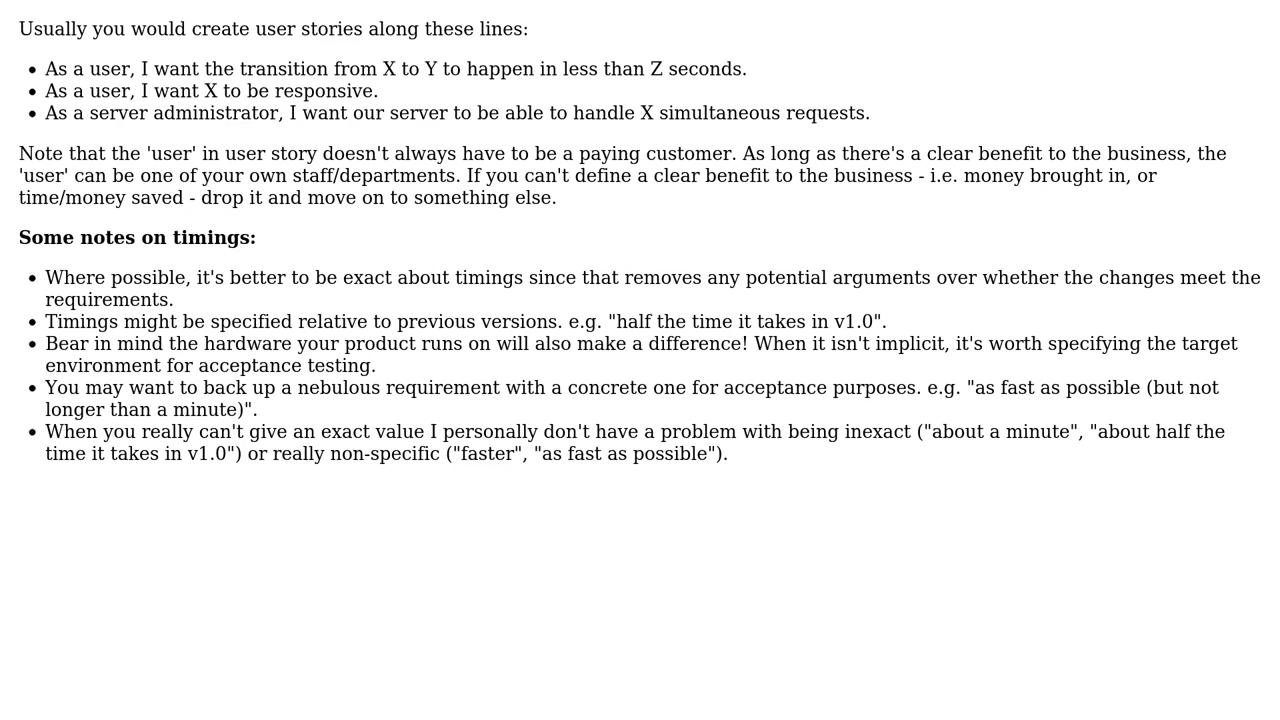 Usually you would create user stories along these lines:
• As a user, I want the transition from X to Y to happen in less than Z seconds.
• As a user, I want X to be responsive.
• As a server administrator, I want our server to be able to handle X simultaneous requests.
Note that the 'user' in user story doesn't always have to be a paying customer. As long as there's a clear benefit to the business, the
'user' can be one of your own staff/departments. If you can't define a clear benefit to the business - i.e. money brought in, or
time/money saved - drop it and move on to something else.
Some notes on timings:
• Where possible, it's better to be exact about timings since that removes any potential arguments over whether the changes meet the
requirements.
• Timings might be specified relative to previous versions. e.g. "half the time it takes in v1.0".
• Bear in mind the hardware your product runs on will also make a difference! When it isn't implicit, it's worth specifying the target
environment for acceptance testing.
• You may want to back up a nebulous requirement with a concrete one for acceptance purposes. e.g. "as fast as possible (but not
longer than a minute)".
• When you really can't give an exact value I personally don't have a problem with being inexact ("about a minute", "about half the
time it takes in v1.0") or really non-specific ("faster", "as fast as possible").